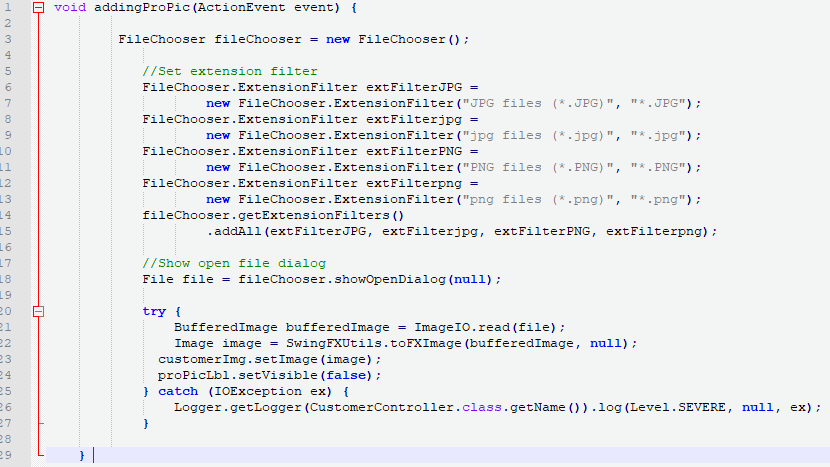 1 void addingProPic(ActionEvent event) {
2
3 FileChooser fileChooser = new FileChooser();
4
5 //Set extension filter
6 FileChooser.ExtensionFilter extFilterJPG =
7 new FileChooser.ExtensionFilter("JPG files (*.JPG)", "*.JPG");
8 FileChooser.ExtensionFilter extFilterjpg =
9 new FileChooser.ExtensionFilter("jpg files (*.jpg)", "*.jpg");
10 FileChooser.ExtensionFilter extFilterPNG =
11 new FileChooser.ExtensionFilter("PNG files (*.PNG)", "*.PNG");
12 FileChooser.ExtensionFilter extFilterpng =
13 new FileChooser.ExtensionFilter("png files (*.png)", "*.png");
14 fileChooser.getExtensionFilters()
15 .addAll(extFilterJPG, extFilterjpg, extFilterPNG, extFilterpng);
16
17 //Show open file dialog
18 File file = fileChooser.showOpenDialog(null);
19
20 try {
21 BufferedImage bufferedImage = ImageIO.read(file);
22 Image image = SwingFXUtils.toFXImage(bufferedImage, null);
23 customerImg.setImage(image);
24 proPicLbl.setVisible(false);
25 } catch (IOException ex) {
26 Logger.getLogger(CustomerController.class.getName()).log(Level.SEVERE, null, ex);
27 }
28
29 }